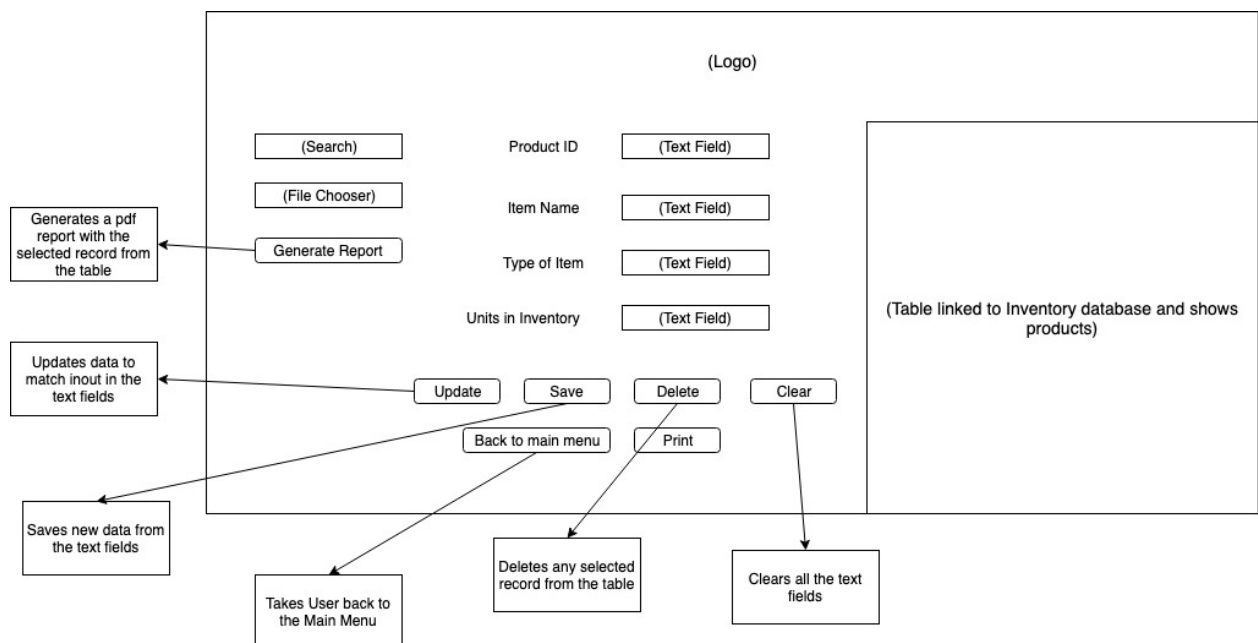 (Logo)
(Search)
Product ID
(Text Field)
(File Chooser)
Item Name
(Text Field)
Generates a pdf
report with the
selected record from
the table
Generate Report
Type of Item
(Text Field)
Units in Inventory
(Text Field)
(Table linked to Inventory database and shows
products)
Updates data to
match inout in the
text fields
Update
Save
Delete
Clear
Back to main menu
Print
Saves new data from
the text fields
Takes User back to
the Main Menu
Deletes any selected
record from the table
Clears all the text
fields